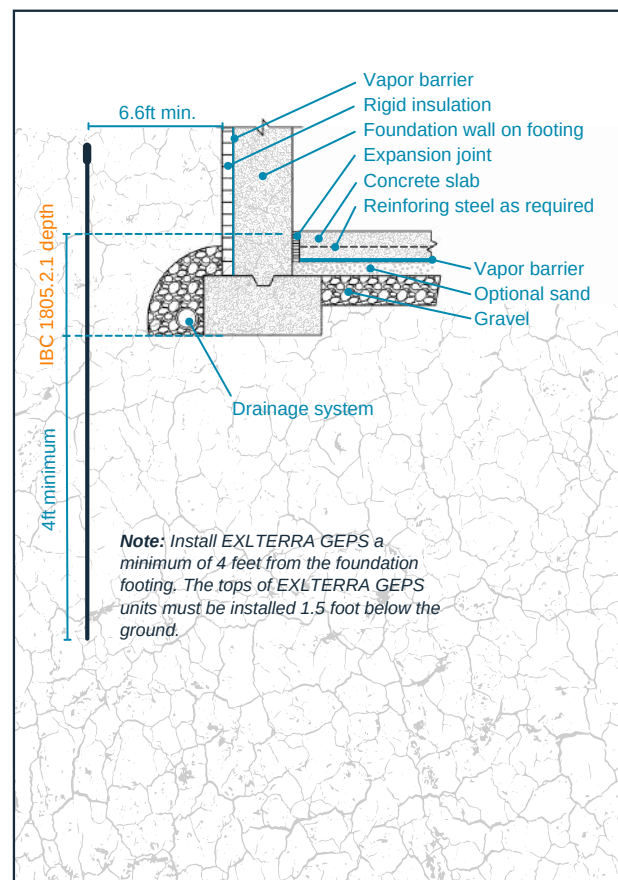 Vapor barrier
6.6ft min.
Rigid insulation
Foundation wall on footing
Expansion joint
Concrete slab
Reinforing steel as required
Vapor barrier
Optional sand
Gravel
IBC 1805.2.1 depth
Drainage system
4ft minimum
Note: Install EXLTERRA GEPS a
minimum of 4 feet from the foundation
footing. The tops of EXLTERRA GEPS
units must be installed 1.5 foot below the
ground.